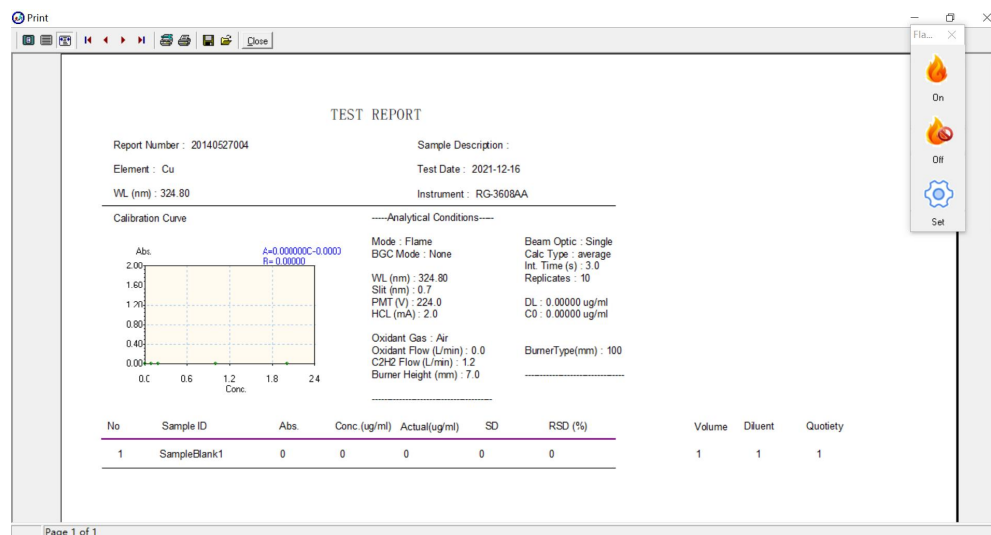 Print
Fla...
Close
On
Off
Set
TEST REPORT
Report Number : 20140527004
Sample Description :
Element : Cu
Test Date : 2021-12-16
WL (nm) : 324.80
Instrument : RG-3608AA
Calibration Curve
-----Analytical Conditions-----
Abs.
A=0.000000C-0.0000
R= 0.00000
2.00
1.60
1.20
0.80
0.40
0.00
0.0 0.6 1.2 1.8 2.4
Conc.
Mode : Flame
Beam Optic : Single
BGC Mode : None
Calc Type : average
Int. Time (s) : 3.0
WL (nm) : 324.80
Replicates : 10
Slit (nm) : 0.7
PMT (V) : 224.0
DL : 0.00000 ug/ml
HCL (mA) : 2.0
C0 : 0.00000 ug/ml
Oxidant Gas : Air
Oxidant Flow (L/min) : 0.0
BurnerType(mm) : 100
C2H2 Flow (L/min) : 1.2
Burner Height (mm) : 7.0
No Sample ID Abs. Conc.(ug/ml) Actual(ug/ml) SD RSD (%) Volume Diluent Quotiety
1 SampleBlank1 0 0 0 0 0 1 1 1
Page 1 of 1